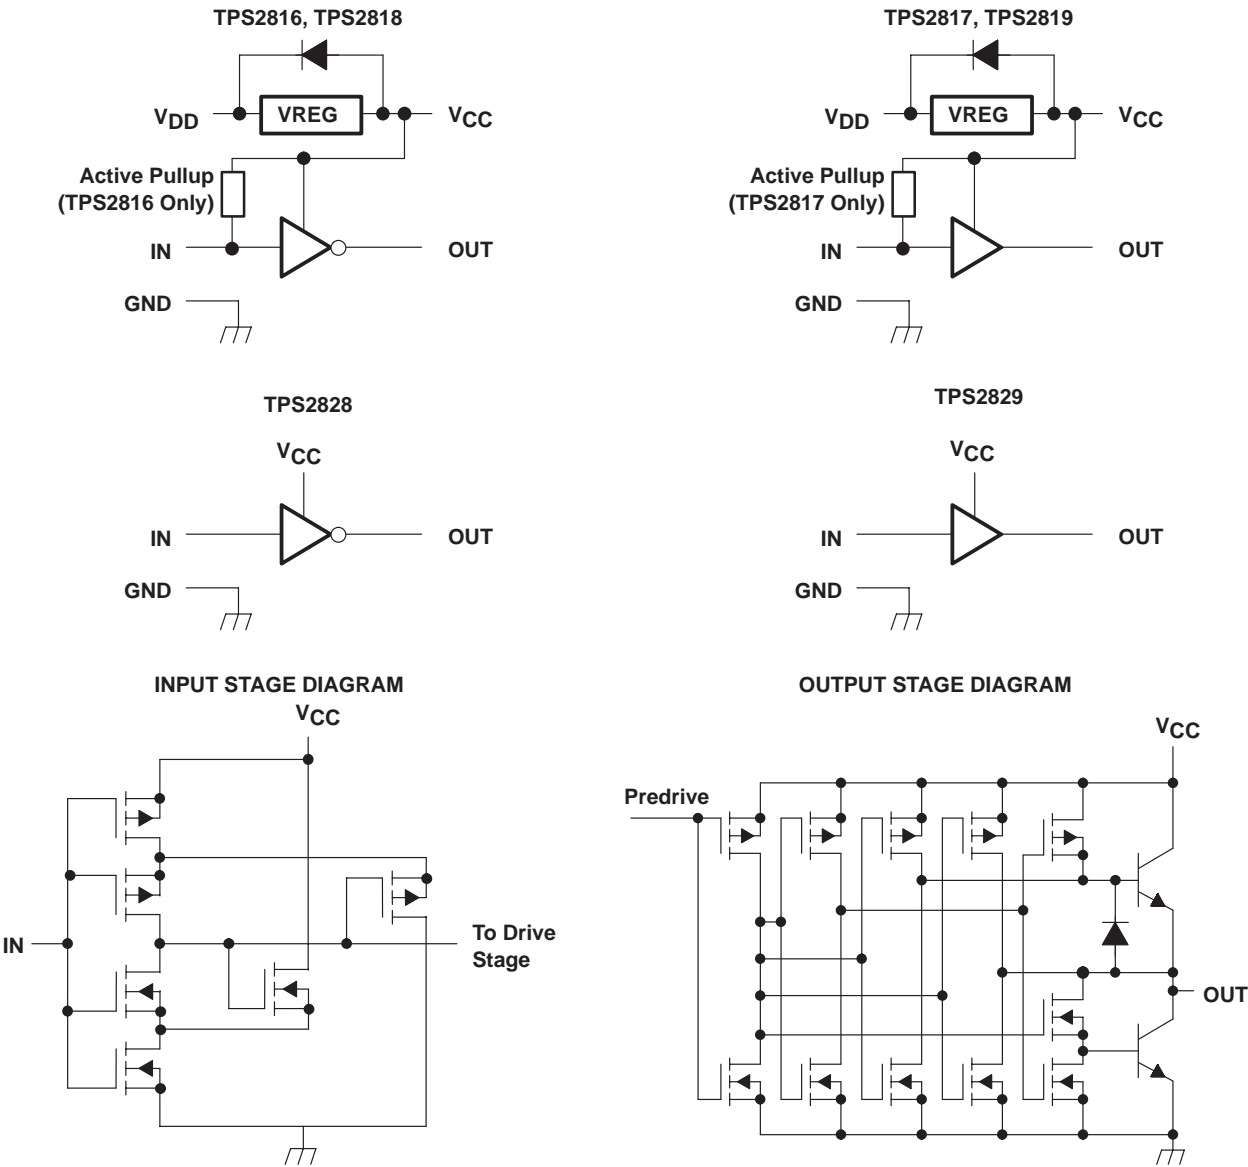 TPS2816, TPS2818
VDD
VREG
VCC
Active Pullup
(TPS2816 Only)
IN
OUT
GND
TPS2817, TPS2819
VDD
VREG
VCC
Active Pullup
(TPS2817 Only)
IN
OUT
GND
TPS2828
VCC
IN
OUT
GND
TPS2829
VCC
IN
OUT
GND
INPUT STAGE DIAGRAM
VCC
IN
To Drive
Stage
OUTPUT STAGE DIAGRAM
VCC
Predrive
OUT